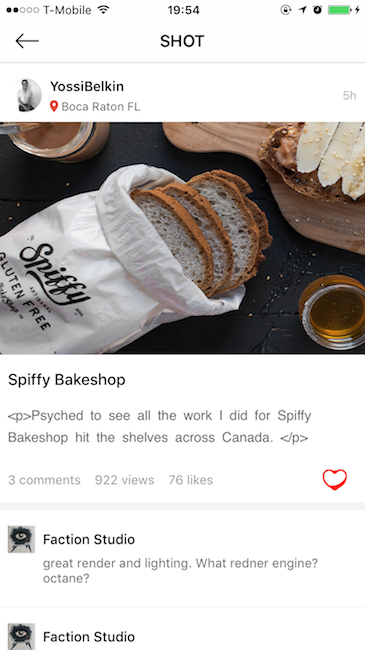 T-Mobile
19:54
SHOT
YossiBelkin
Boca Raton FL
5h
Spiffy
ARTISANAL
GLUTEN FREE
BakeShop
Spiffy Bakeshop
<p>Psyched to see all the work I did for Spiffy
Bakeshop hit the shelves across Canada. </p>
3 comments 922 views 76 likes
Faction Studio
great render and lighting. What redner engine?
octane?
Faction Studio